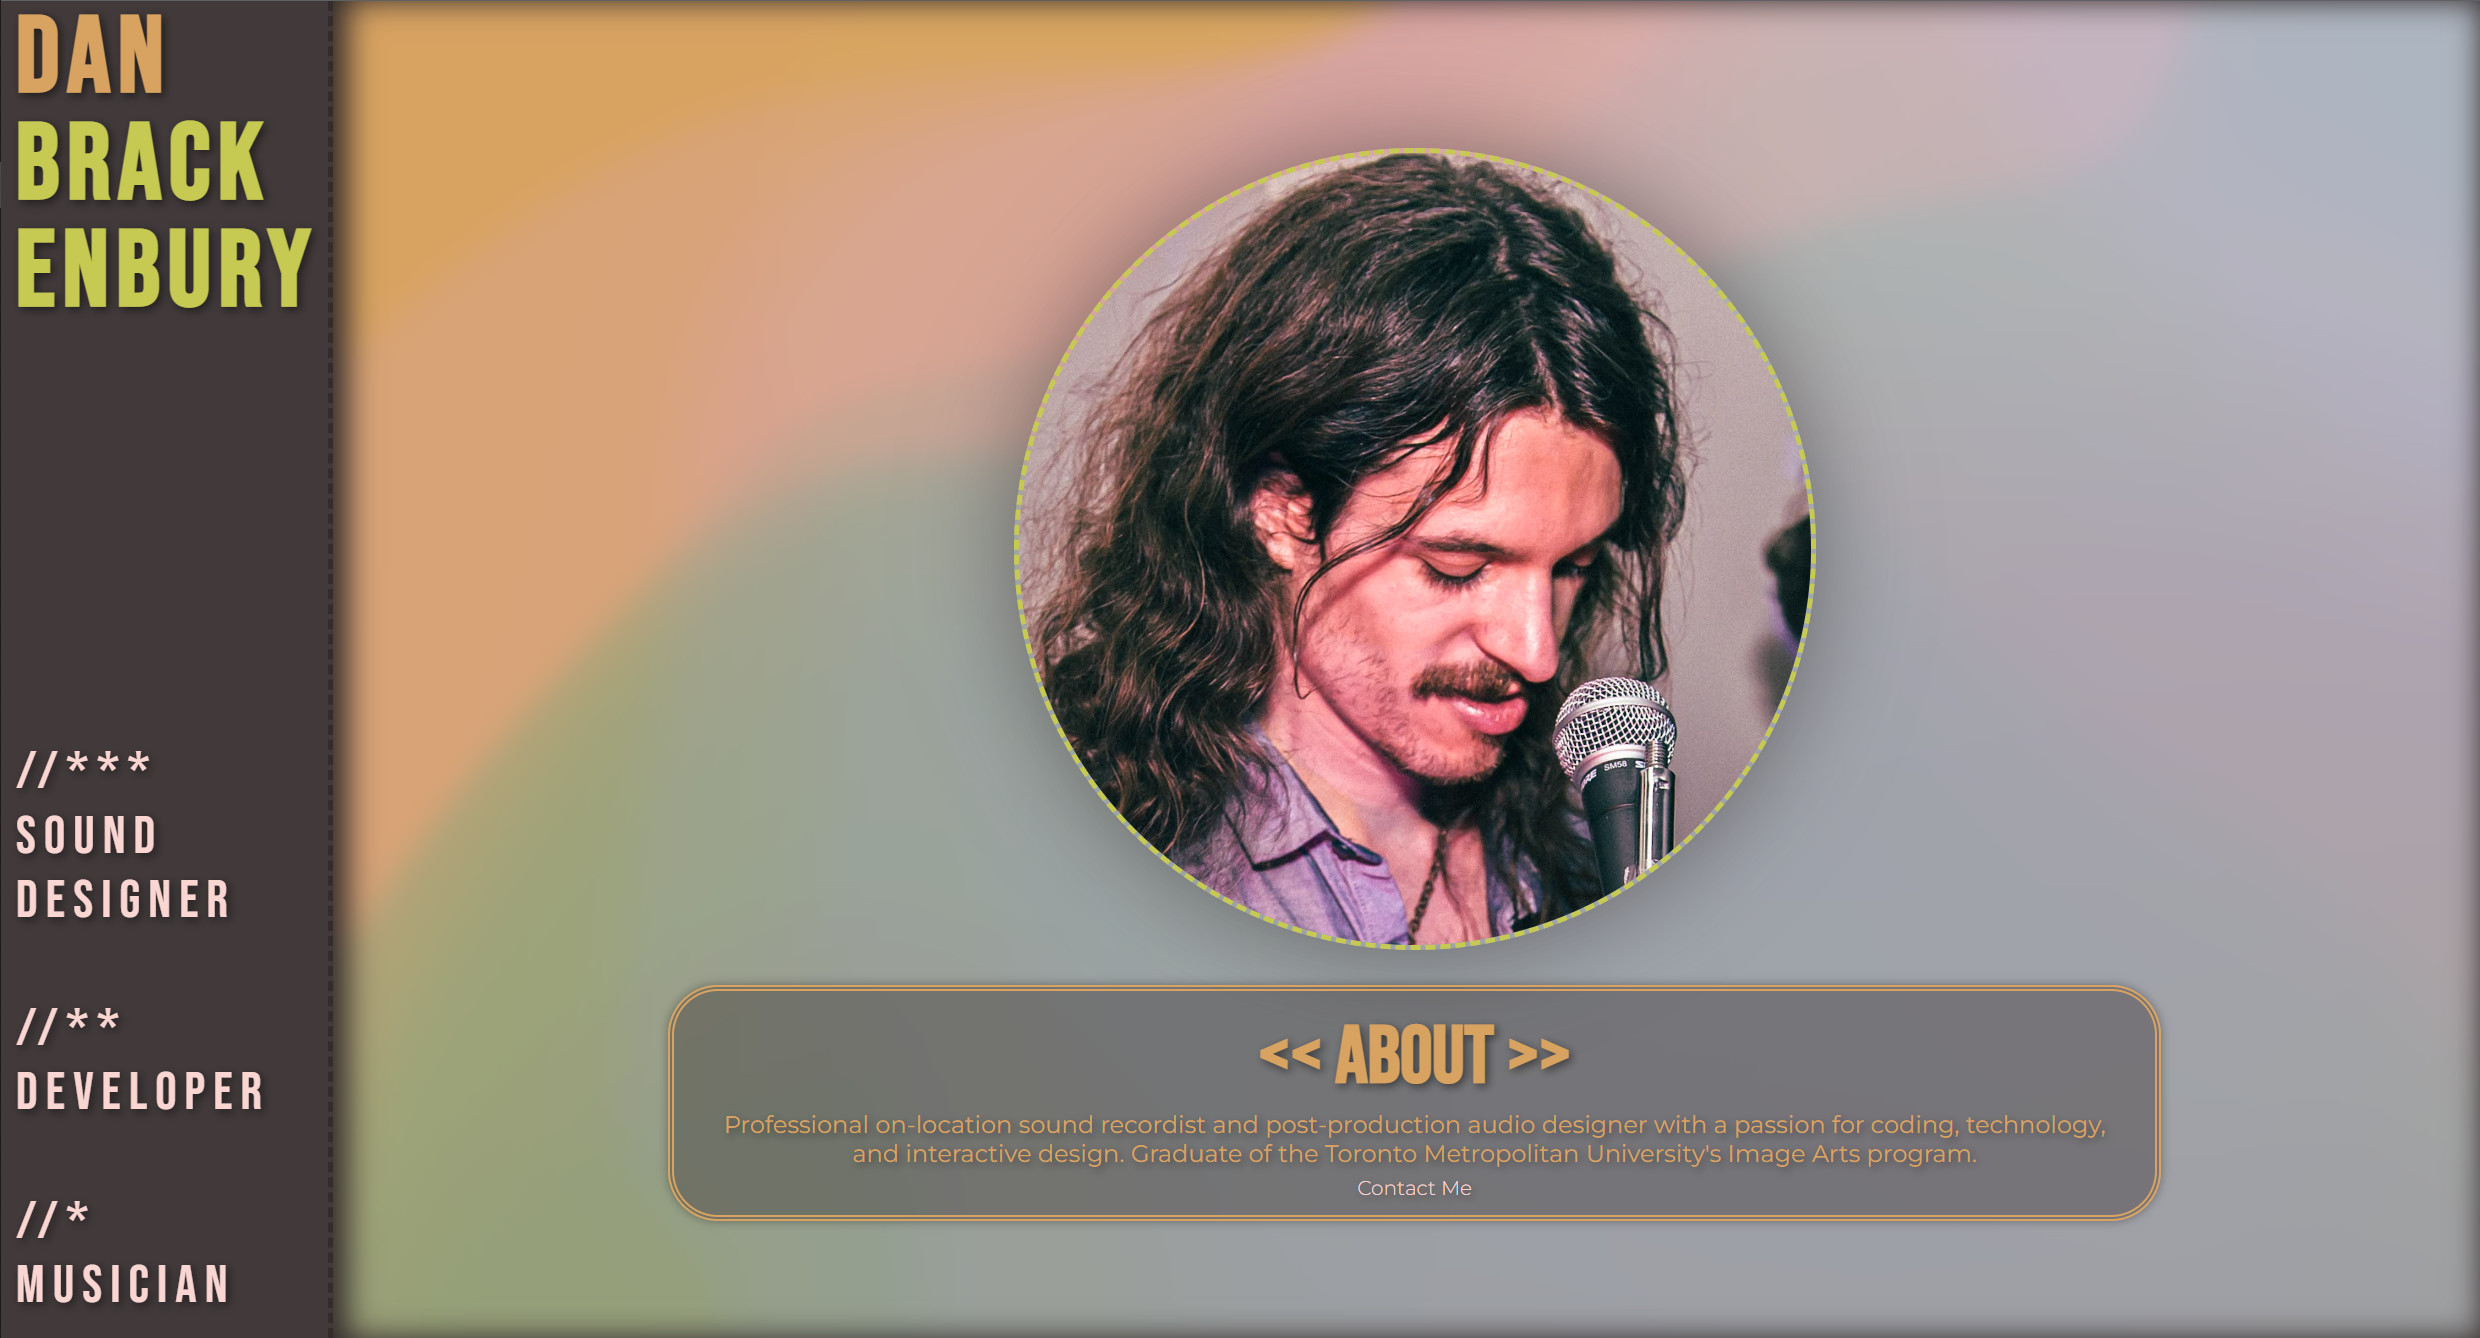 DAN
BRACK
ENBURY
//***
SOUND
DESIGNER
//**
DEVELOPER
//*
MUSICIAN
SM58
<< ABOUT >>
Professional on-location sound recordist and post-production audio designer with a passion for coding, technology,
and interactive design. Graduate of the Toronto Metropolitan University's Image Arts program.
Contact Me